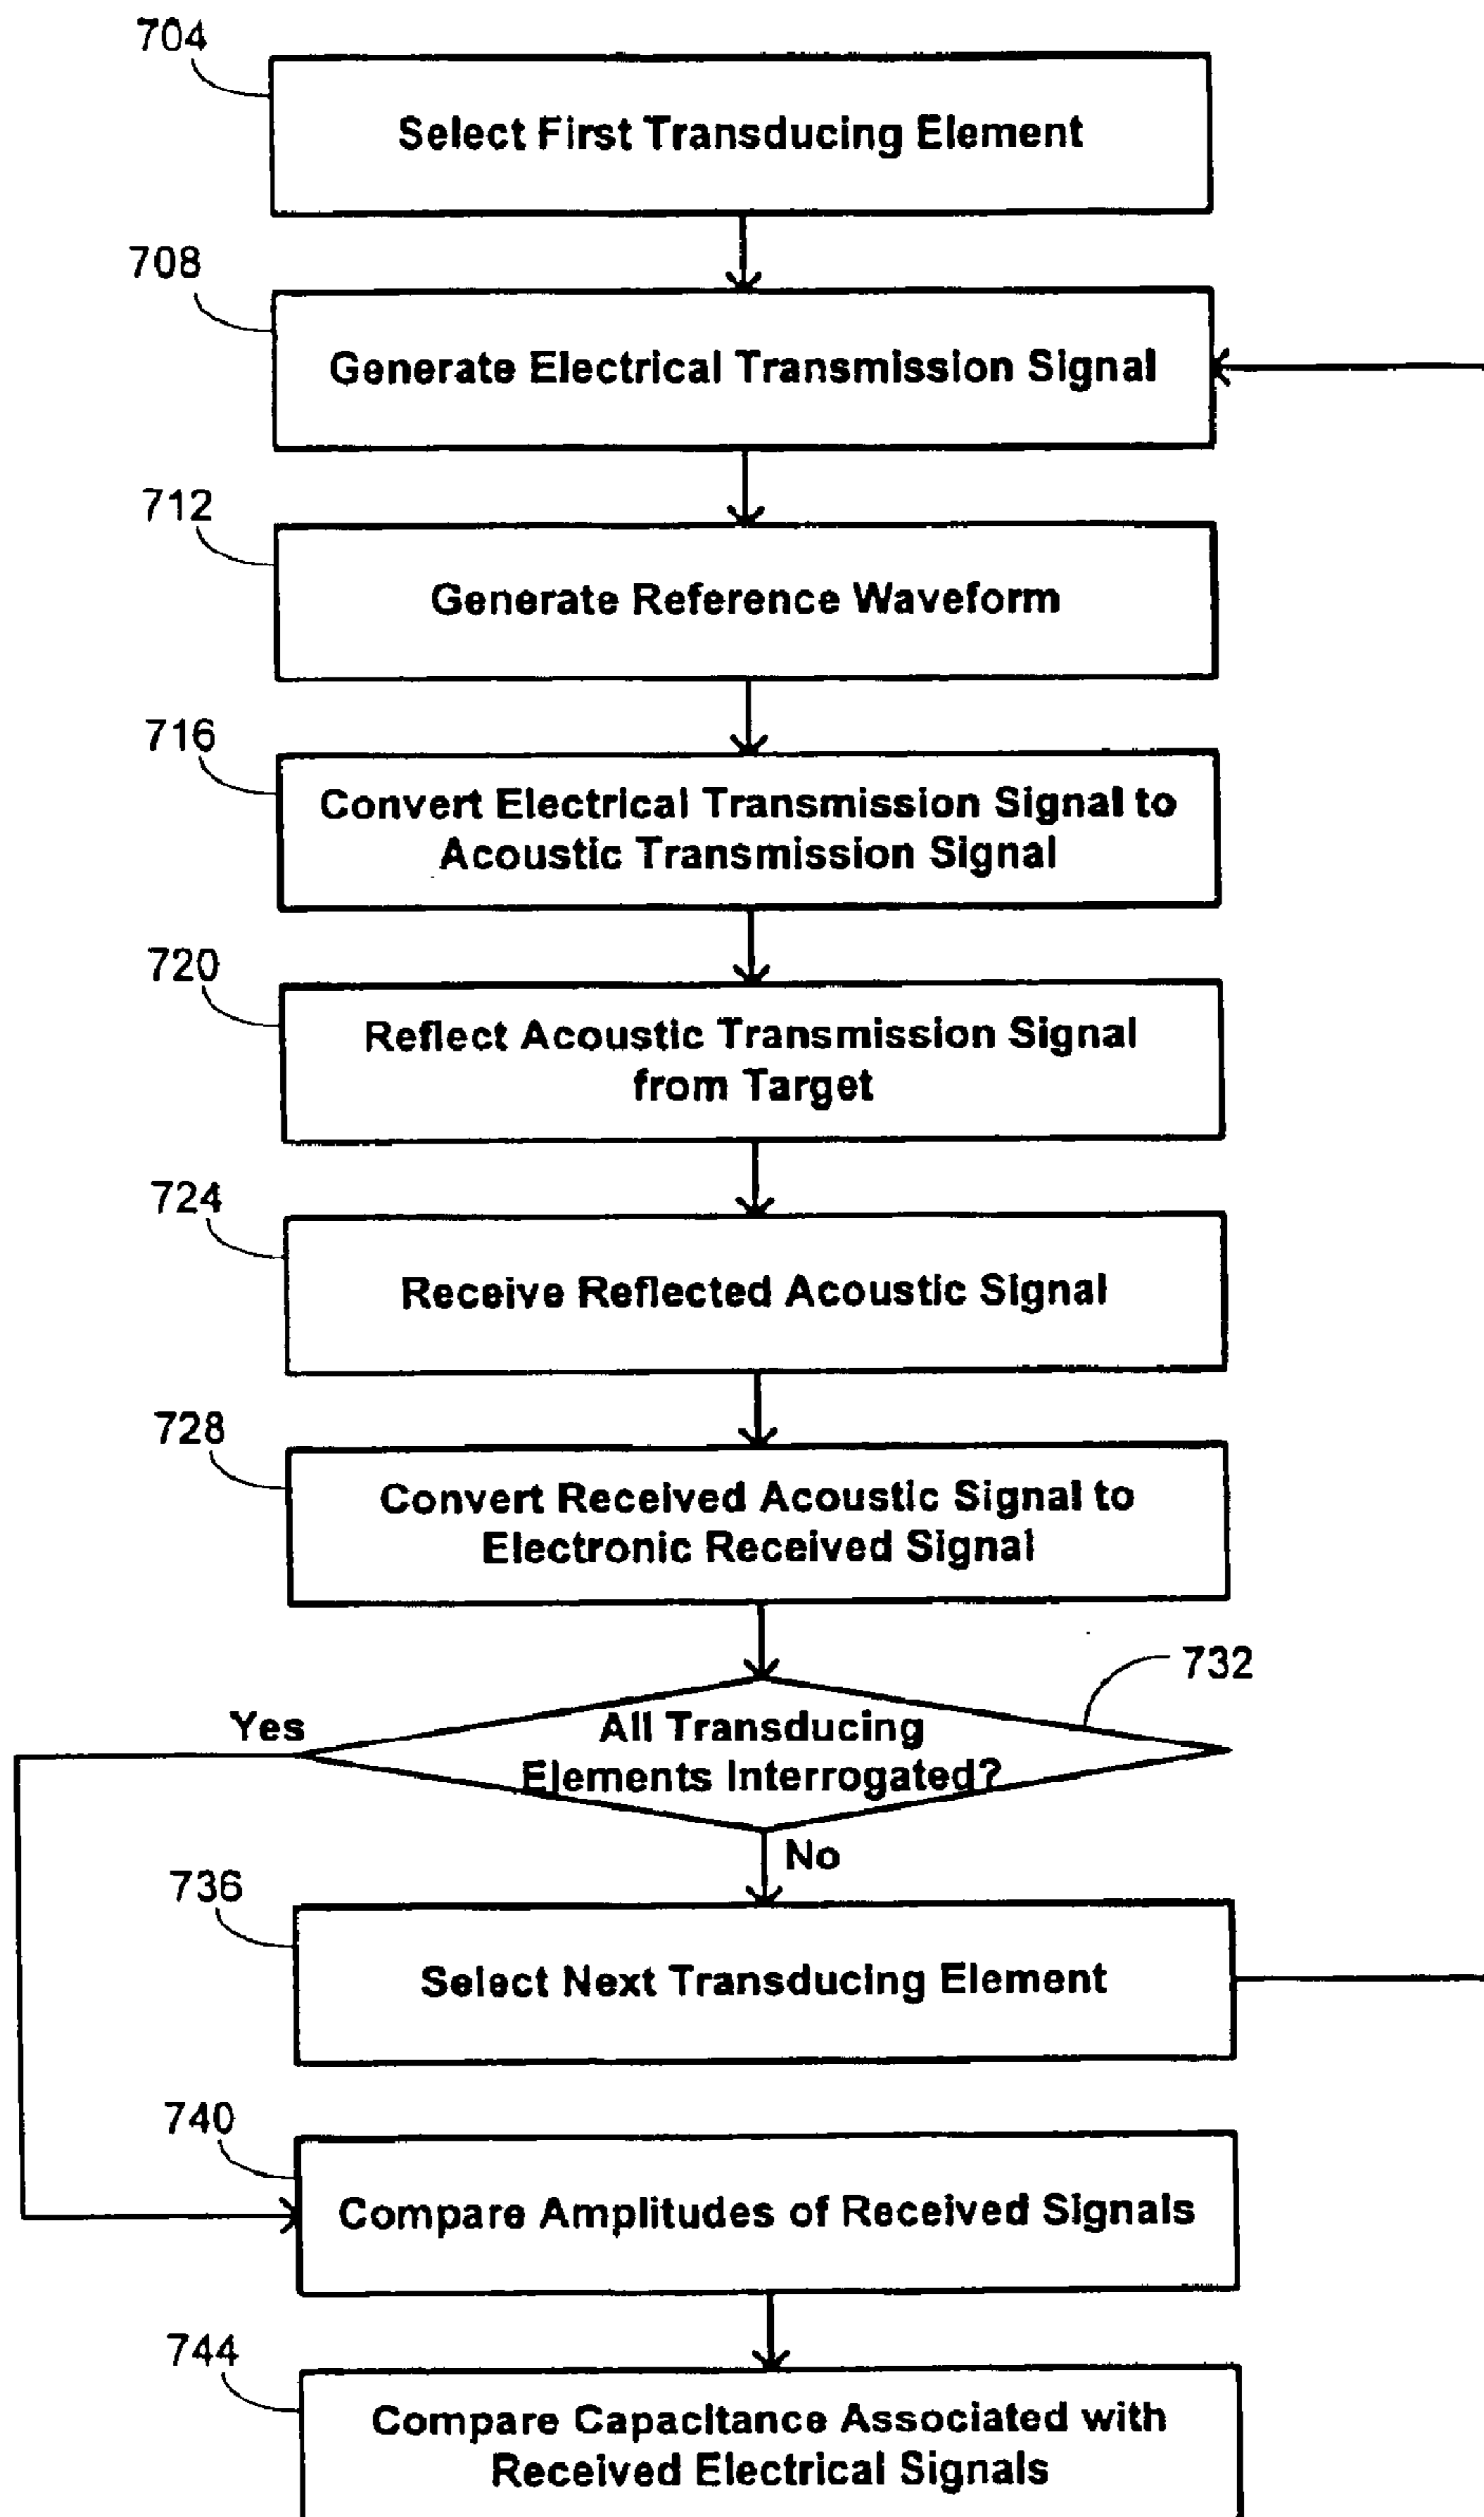 704
Select First Transducing Element
708
Generate Electrical Transmission Signal
712
Generate Reference Waveform
716
Convert Electrical Transmission Signal to
Acoustic Transmission Signal
720
Reflect Acoustic Transmission Signal
from Target
724
Receive Reflected Acoustic Signal
728
Convert Received Acoustic Signal to
Electronic Received Signal
732
Yes
All Transducing
Elements Interrogated?
No
736
Select Next Transducing Element
740
Compare Amplitudes of Received Signals
744
Compare Capacitance Associated with
Received Electrical Signals